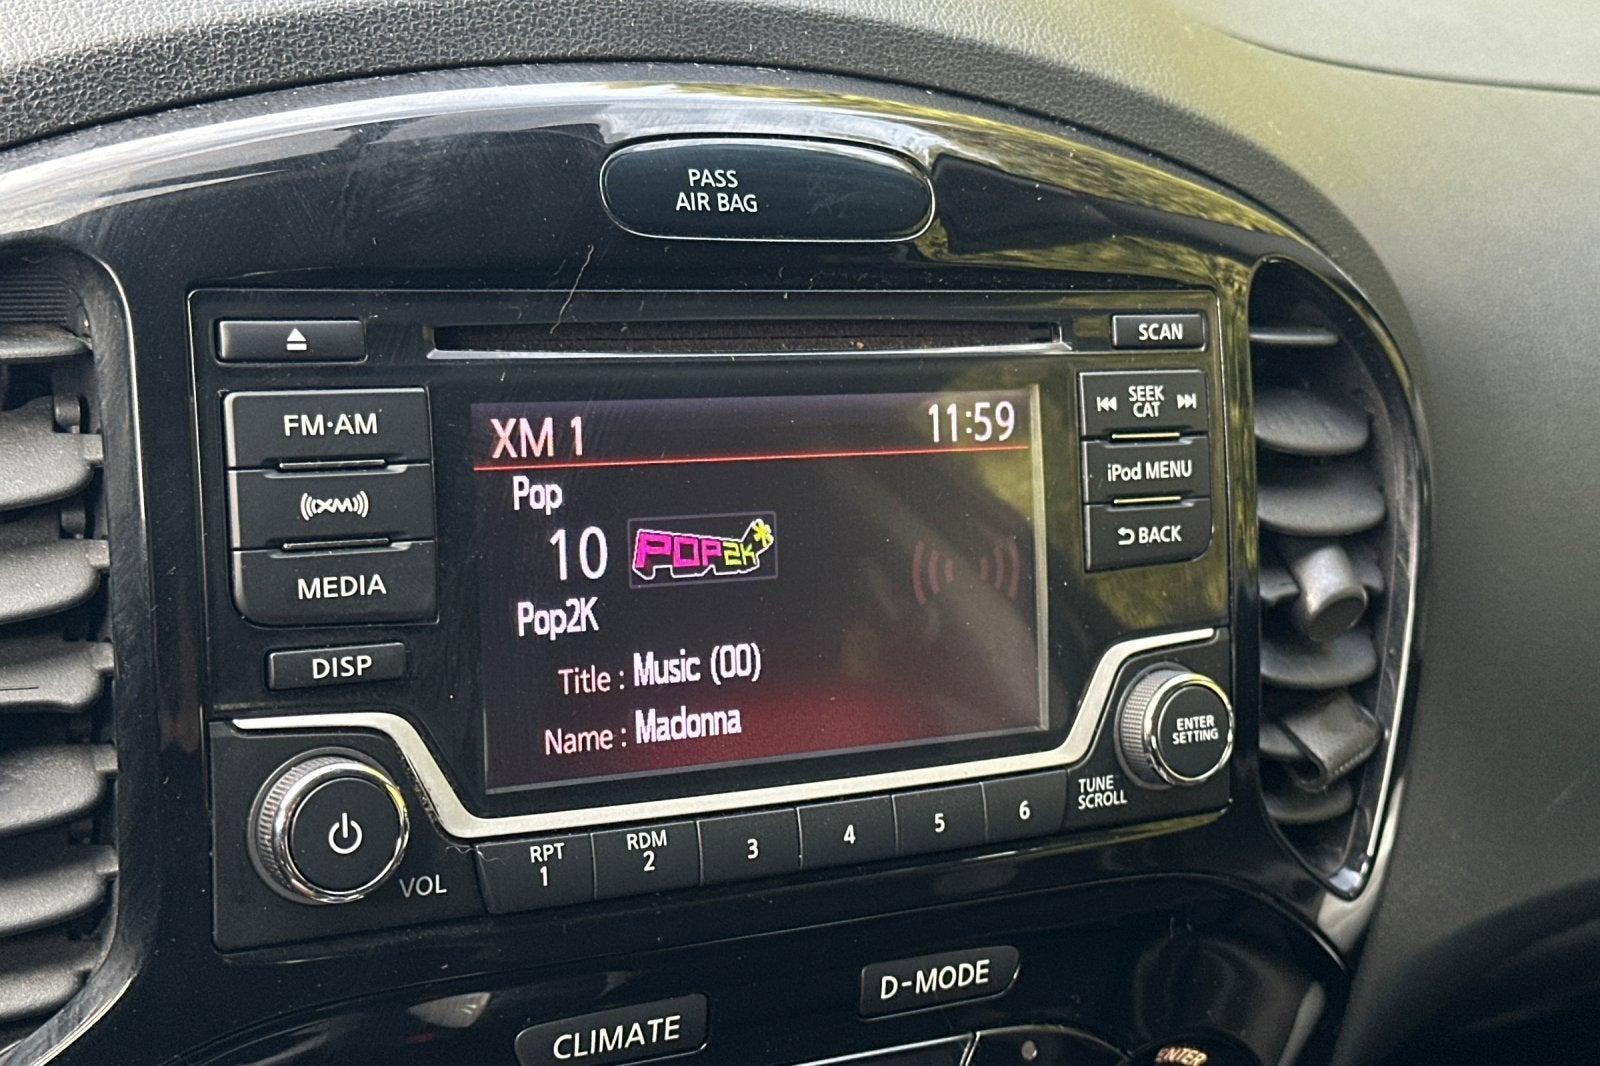 PASS
AIR BAG
SCAN
FM·AM
XM
MEDIA
DISP
XM 1 11:59
Pop
10 POP2K
Pop2K
Title : Music (00)
Name : Madonna
SEEK
CAT
iPod MENU
BACK
ENTER
SETTING
TUNE
SCROLL
VOL
RPT
1
RDM
2
3
4
5
6
CLIMATE
D-MODE
ENTER